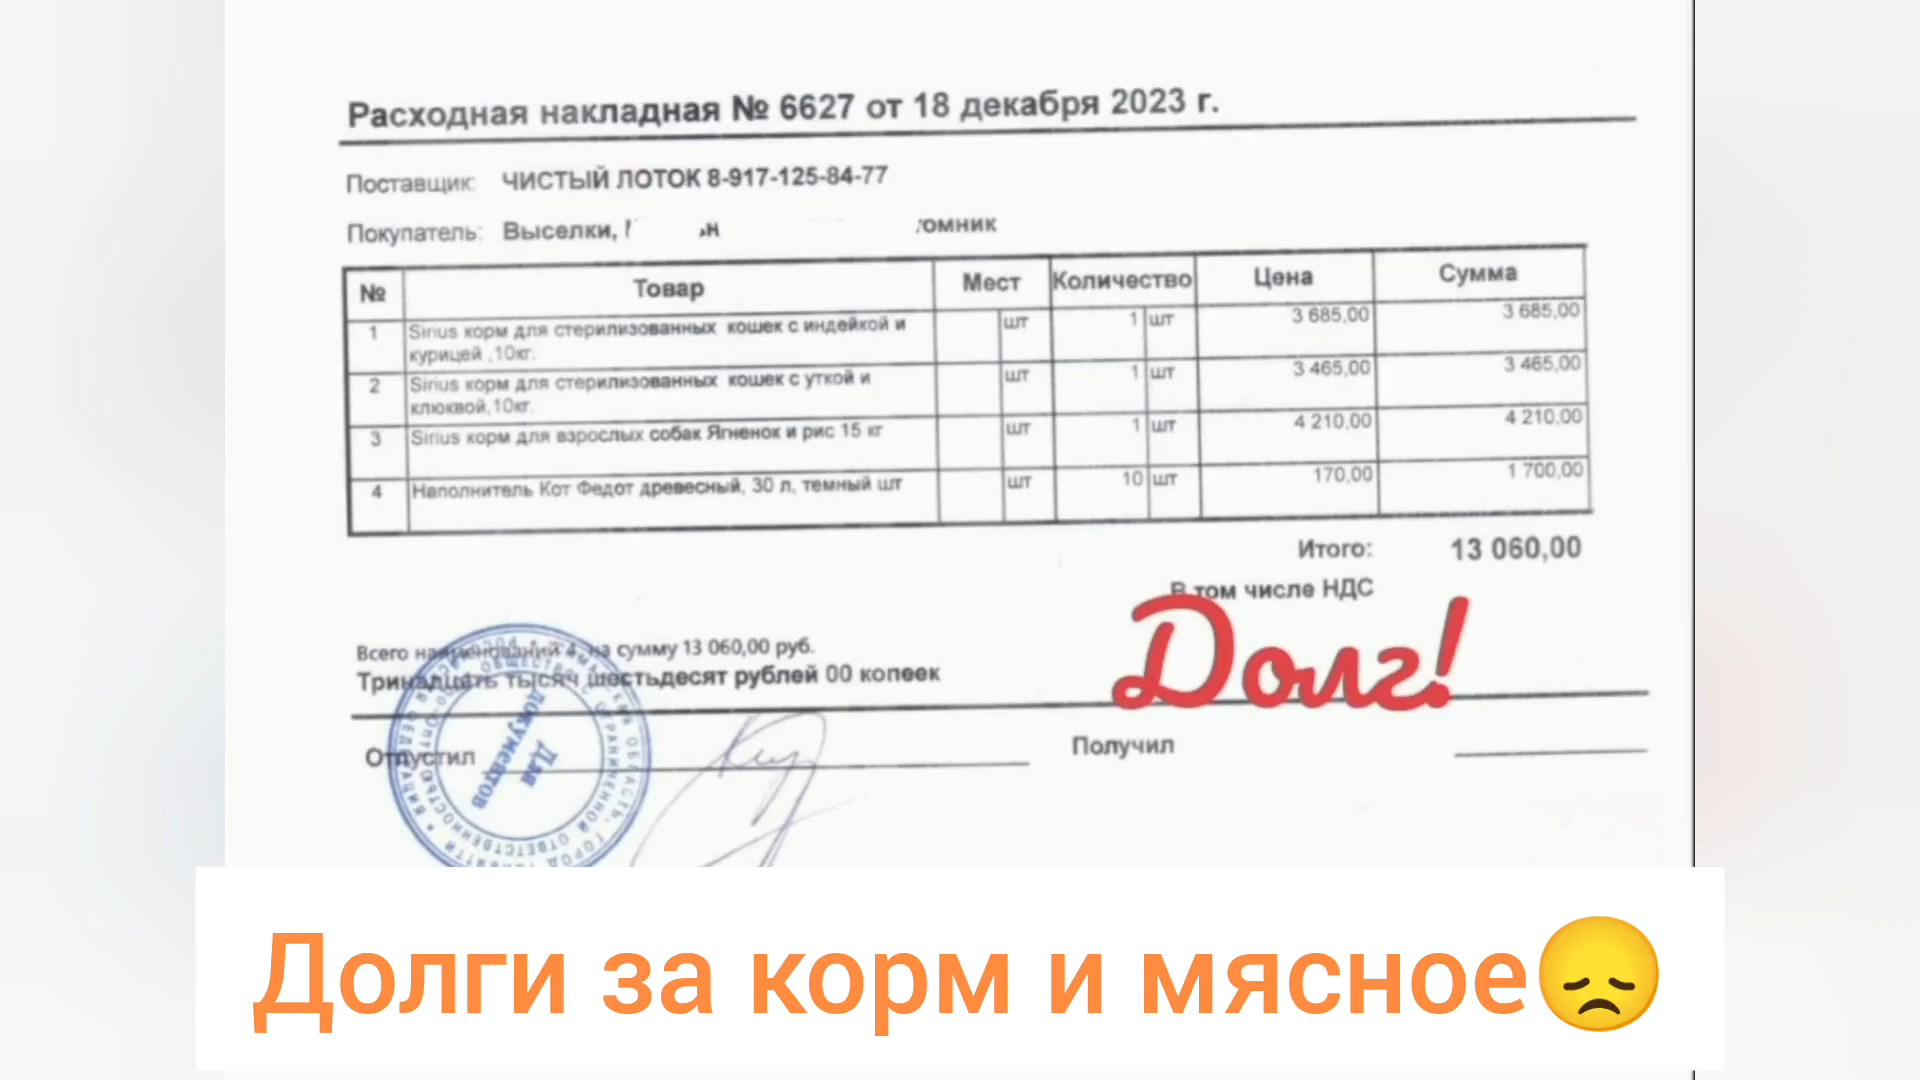 Расходная накладная № 6627 от 18 декабря 2023 г.
Поставщик: ЧИСТЫЙ ЛОТОК 8-917-125-84-77
Покупатель: Выселки,
№ Товар Мест Количество Цена Сумма
1 Sirius корм для стерилизованных кошек с индейкой и курицей ,10кг. шт 1 шт 3 685,00 3 685,00
2 Sirius корм для стерилизованных кошек с уткой и клюквой,10кг. шт 1 шт 3 465,00 3 465,00
3 Sirius корм для взрослых собак Ягненок и рис 15 кг шт 1 шт 4 210,00 4 210,00
4 Наполнитель Кот Федот древесный, 30 л, темный шт шт 10 шт 170,00 1 700,00
Итого: 13 060,00
В том числе НДС
Долг!
Всего наименований 4, на сумму 13 060,00 руб.
Тринадцать тысяч шестьдесят рублей 00 копеек
Отпустил
Получил
Для
документов
Долги за корм и мясное😞